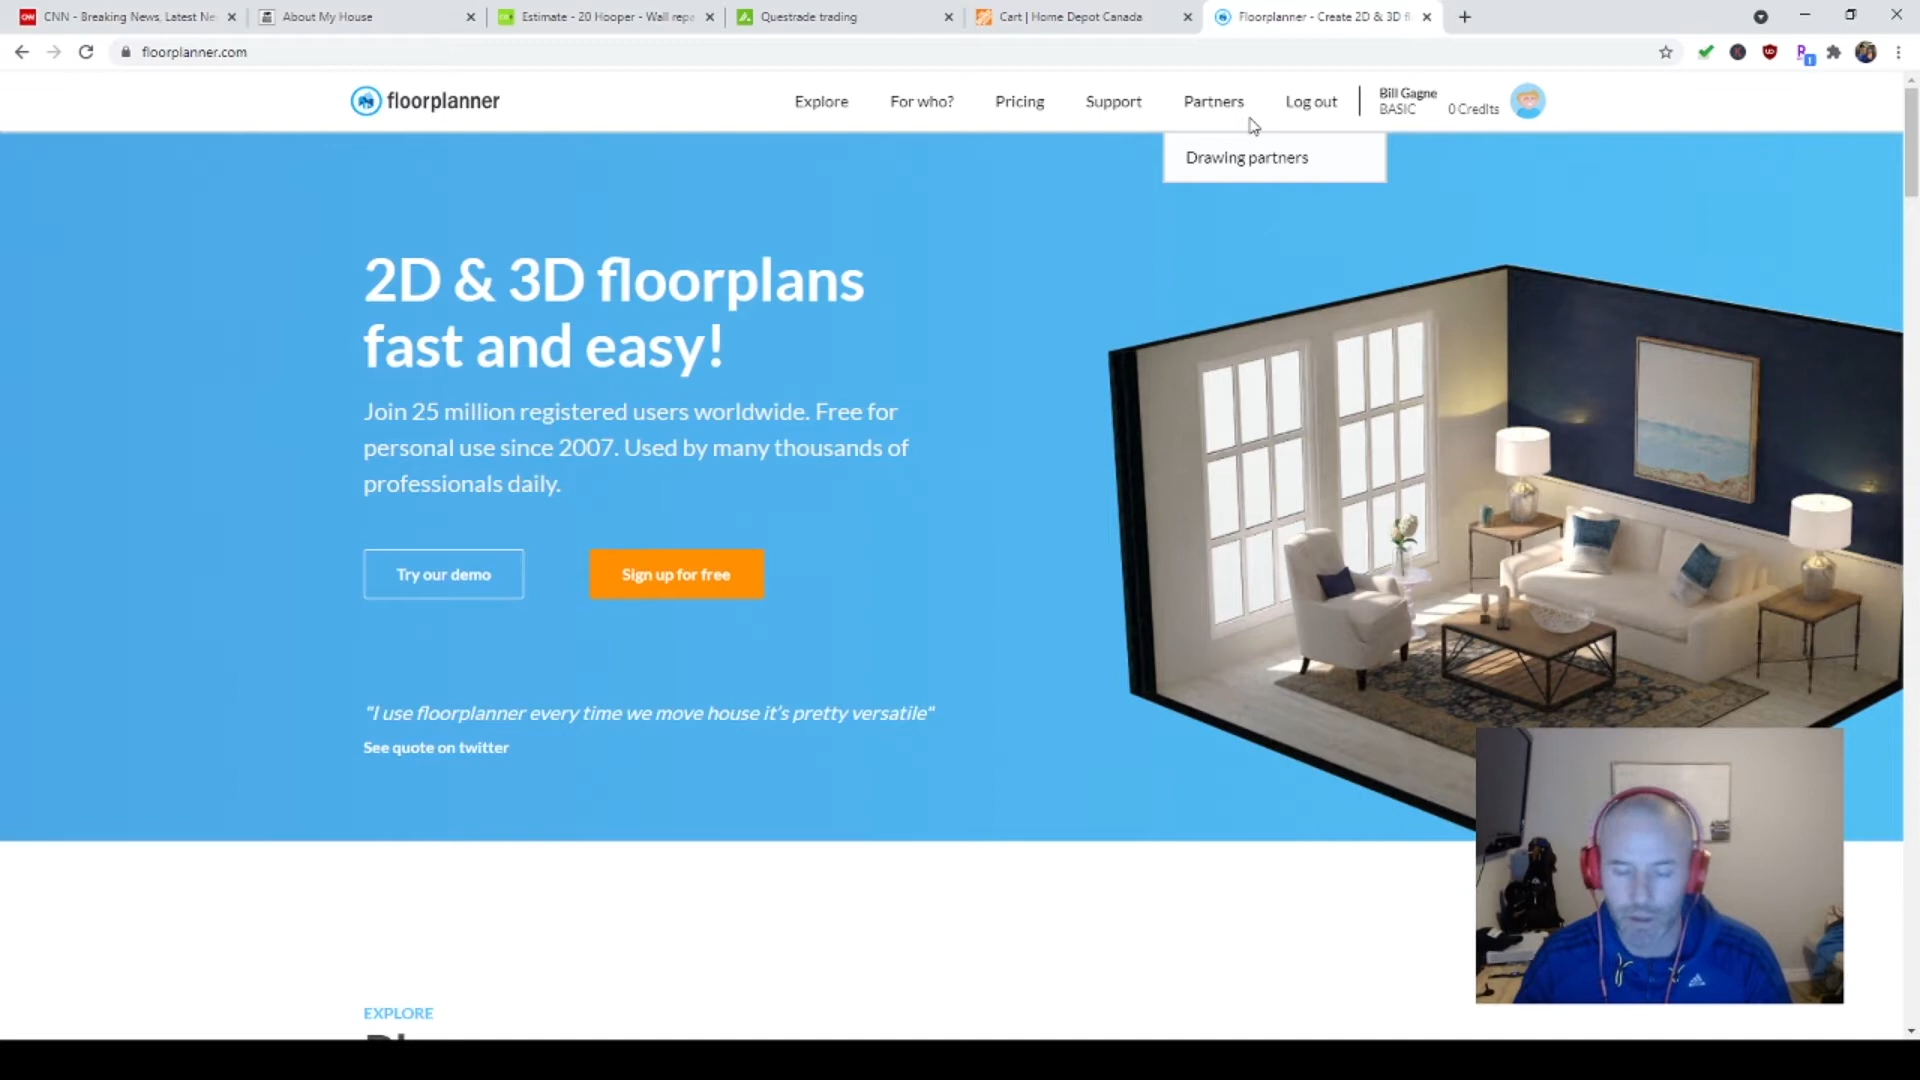 CNN - Breaking News, Latest Ne
About My House
Estimate - 20 Hooper - Wall repa
Questrade trading
Cart | Home Depot Canada
Floorplanner - Create 2D & 3D fl
floorplanner.com
floorplanner
Explore
For who?
Pricing
Support
Partners
Log out
Bill Gagne
BASIC
0 Credits
Drawing partners
2D & 3D floorplans
fast and easy!
Join 25 million registered users worldwide. Free for
personal use since 2007. Used by many thousands of
professionals daily.
Try our demo
Sign up for free
"I use floorplanner every time we move house it's pretty versatile"
See quote on twitter
EXPLORE